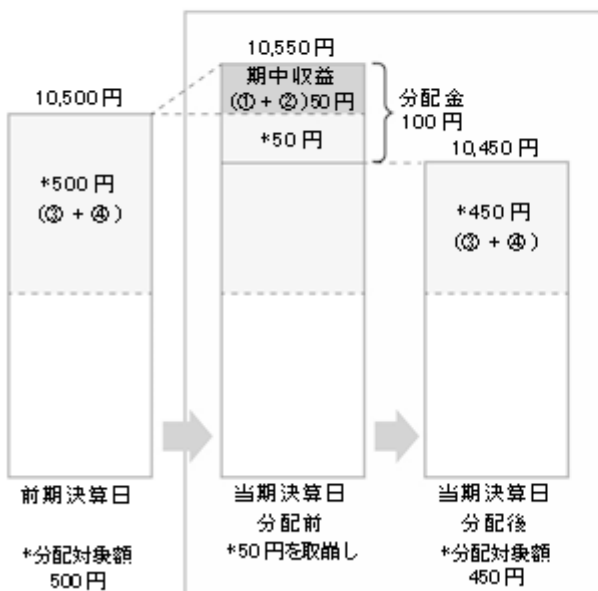 10,500円
*500円
(③+④)
前期決算日
*分配対象額
500円
10,550円
期中収益
(①+②)50円
*50円
分配金
100円
当期決算日
分配前
*50円を取崩し
10,450円
*450円
(③+④)
当期決算日
分配後
*分配対象額
450円